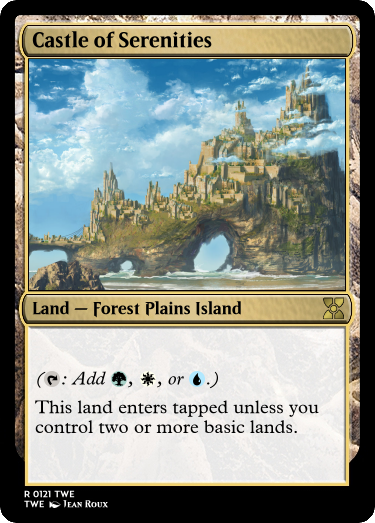 Castle of Serenities
Land — Forest Plains Island
(: Add , , or .)
This land enters tapped unless you
control two or more basic lands.
R 0121 TWE
TWE Jean Roux